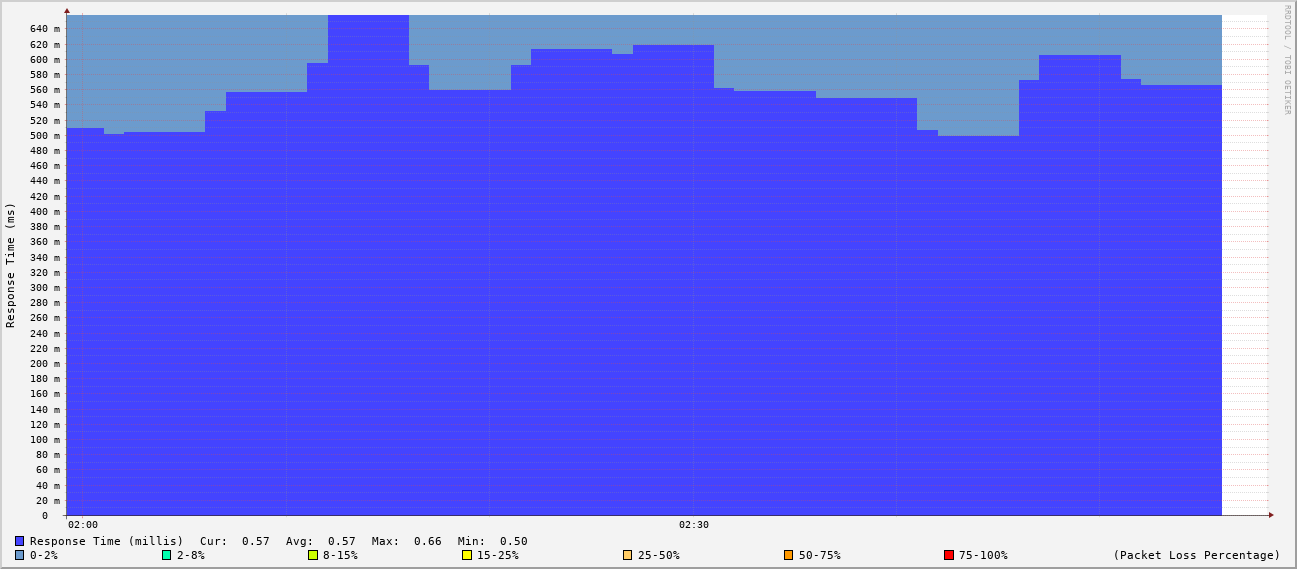 RRDTOOL / TOBI OETIKER
Response Time (ms)
640 m
620 m
600 m
580 m
560 m
540 m
520 m
500 m
480 m
460 m
440 m
420 m
400 m
380 m
360 m
340 m
320 m
300 m
280 m
260 m
240 m
220 m
200 m
180 m
160 m
140 m
120 m
100 m
80 m
60 m
40 m
20 m
0
02:00 02:30
Response Time (millis) Cur: 0.57 Avg: 0.57 Max: 0.66 Min: 0.50
0-2% 2-8% 8-15% 15-25% 25-50% 50-75% 75-100% (Packet Loss Percentage)